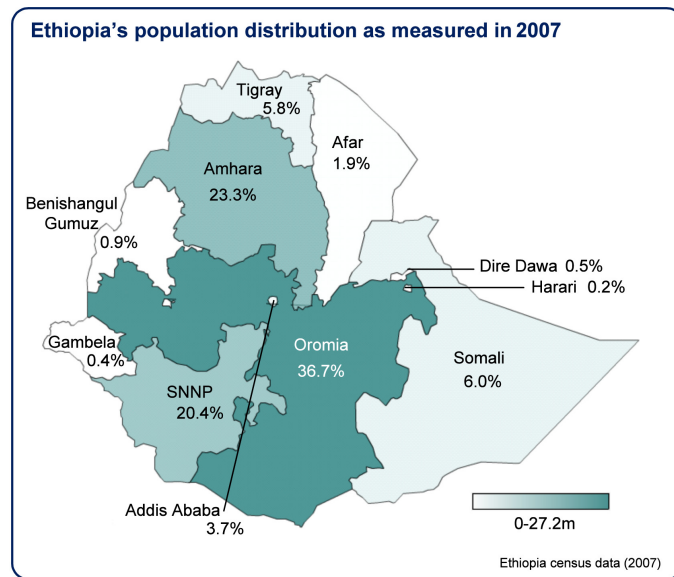 Ethiopia's population distribution as measured in 2007
Tigray
5.8%
Afar
1.9%
Amhara
23.3%
Benishangul
Gumuz
0.9%
Dire Dawa 0.5%
Harari 0.2%
Gambela
0.4%
Oromia
36.7%
Somali
6.0%
SNNP
20.4%
Addis Ababa
3.7%
0-27.2m
Ethiopia census data (2007)